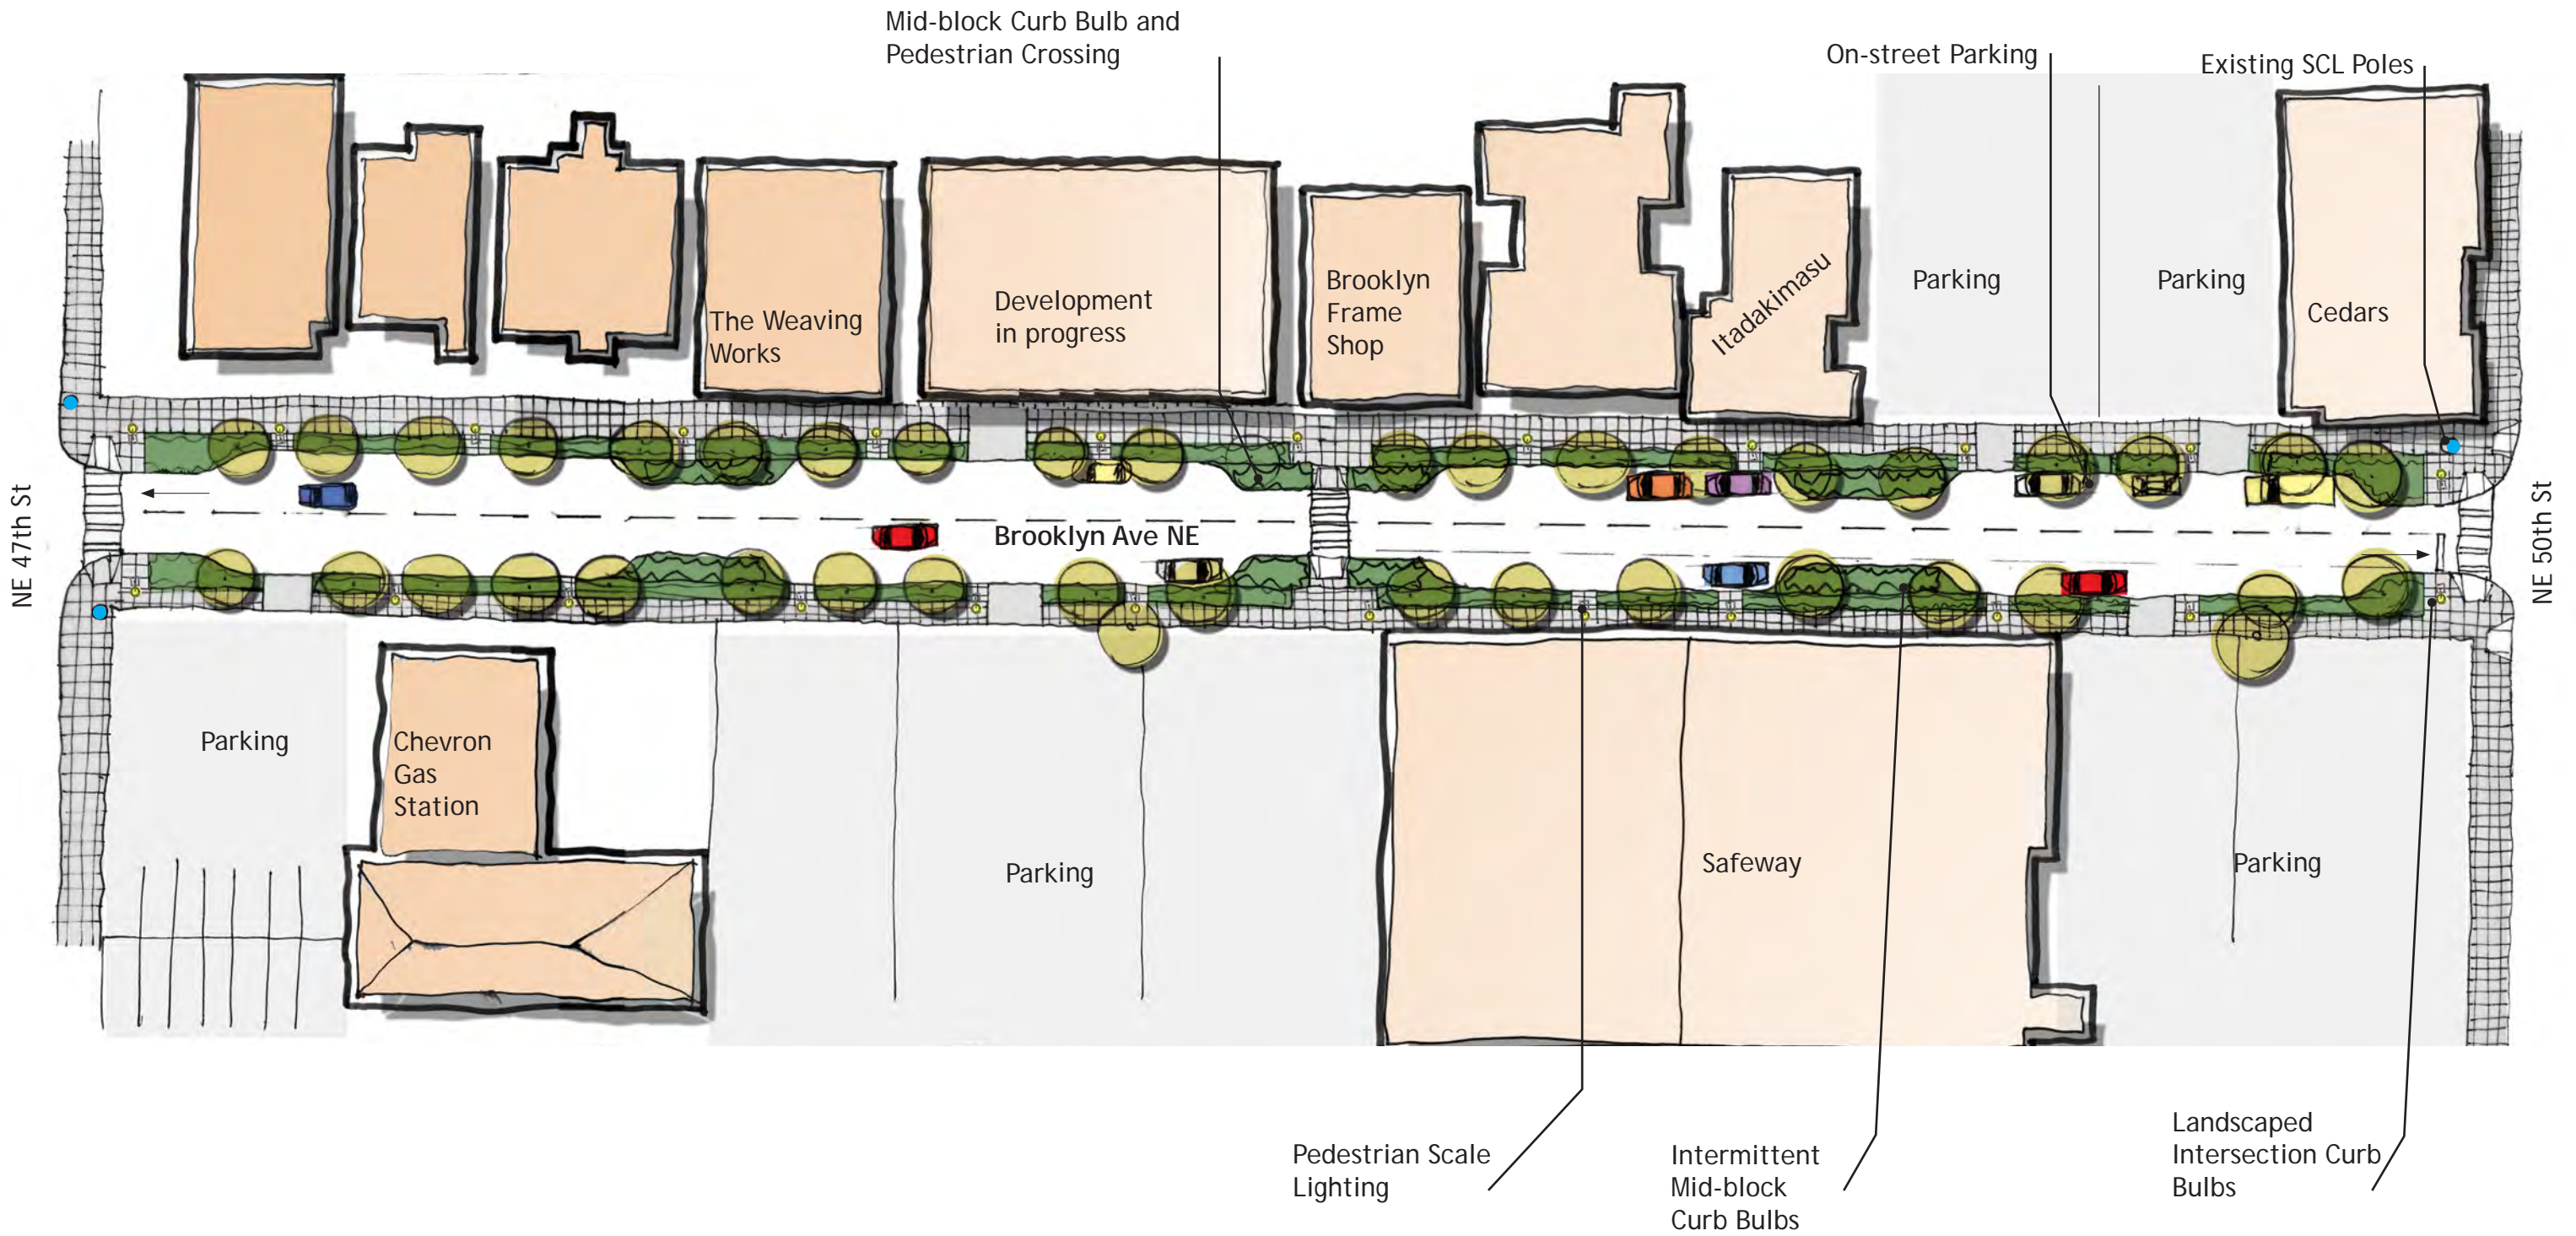 Mid-block Curb Bulb and
Pedestrian Crossing
On-street Parking
Existing SCL Poles
The Weaving
Works
Development
in progress
Brooklyn
Frame
Shop
Itadakimasu
Parking
Parking
Cedars
NE 47th St
Brooklyn Ave NE
NE 50th St
Parking
Chevron
Gas
Station
Parking
Safeway
Parking
Pedestrian Scale
Lighting
Intermittent
Mid-block
Curb Bulbs
Landscaped
Intersection Curb
Bulbs